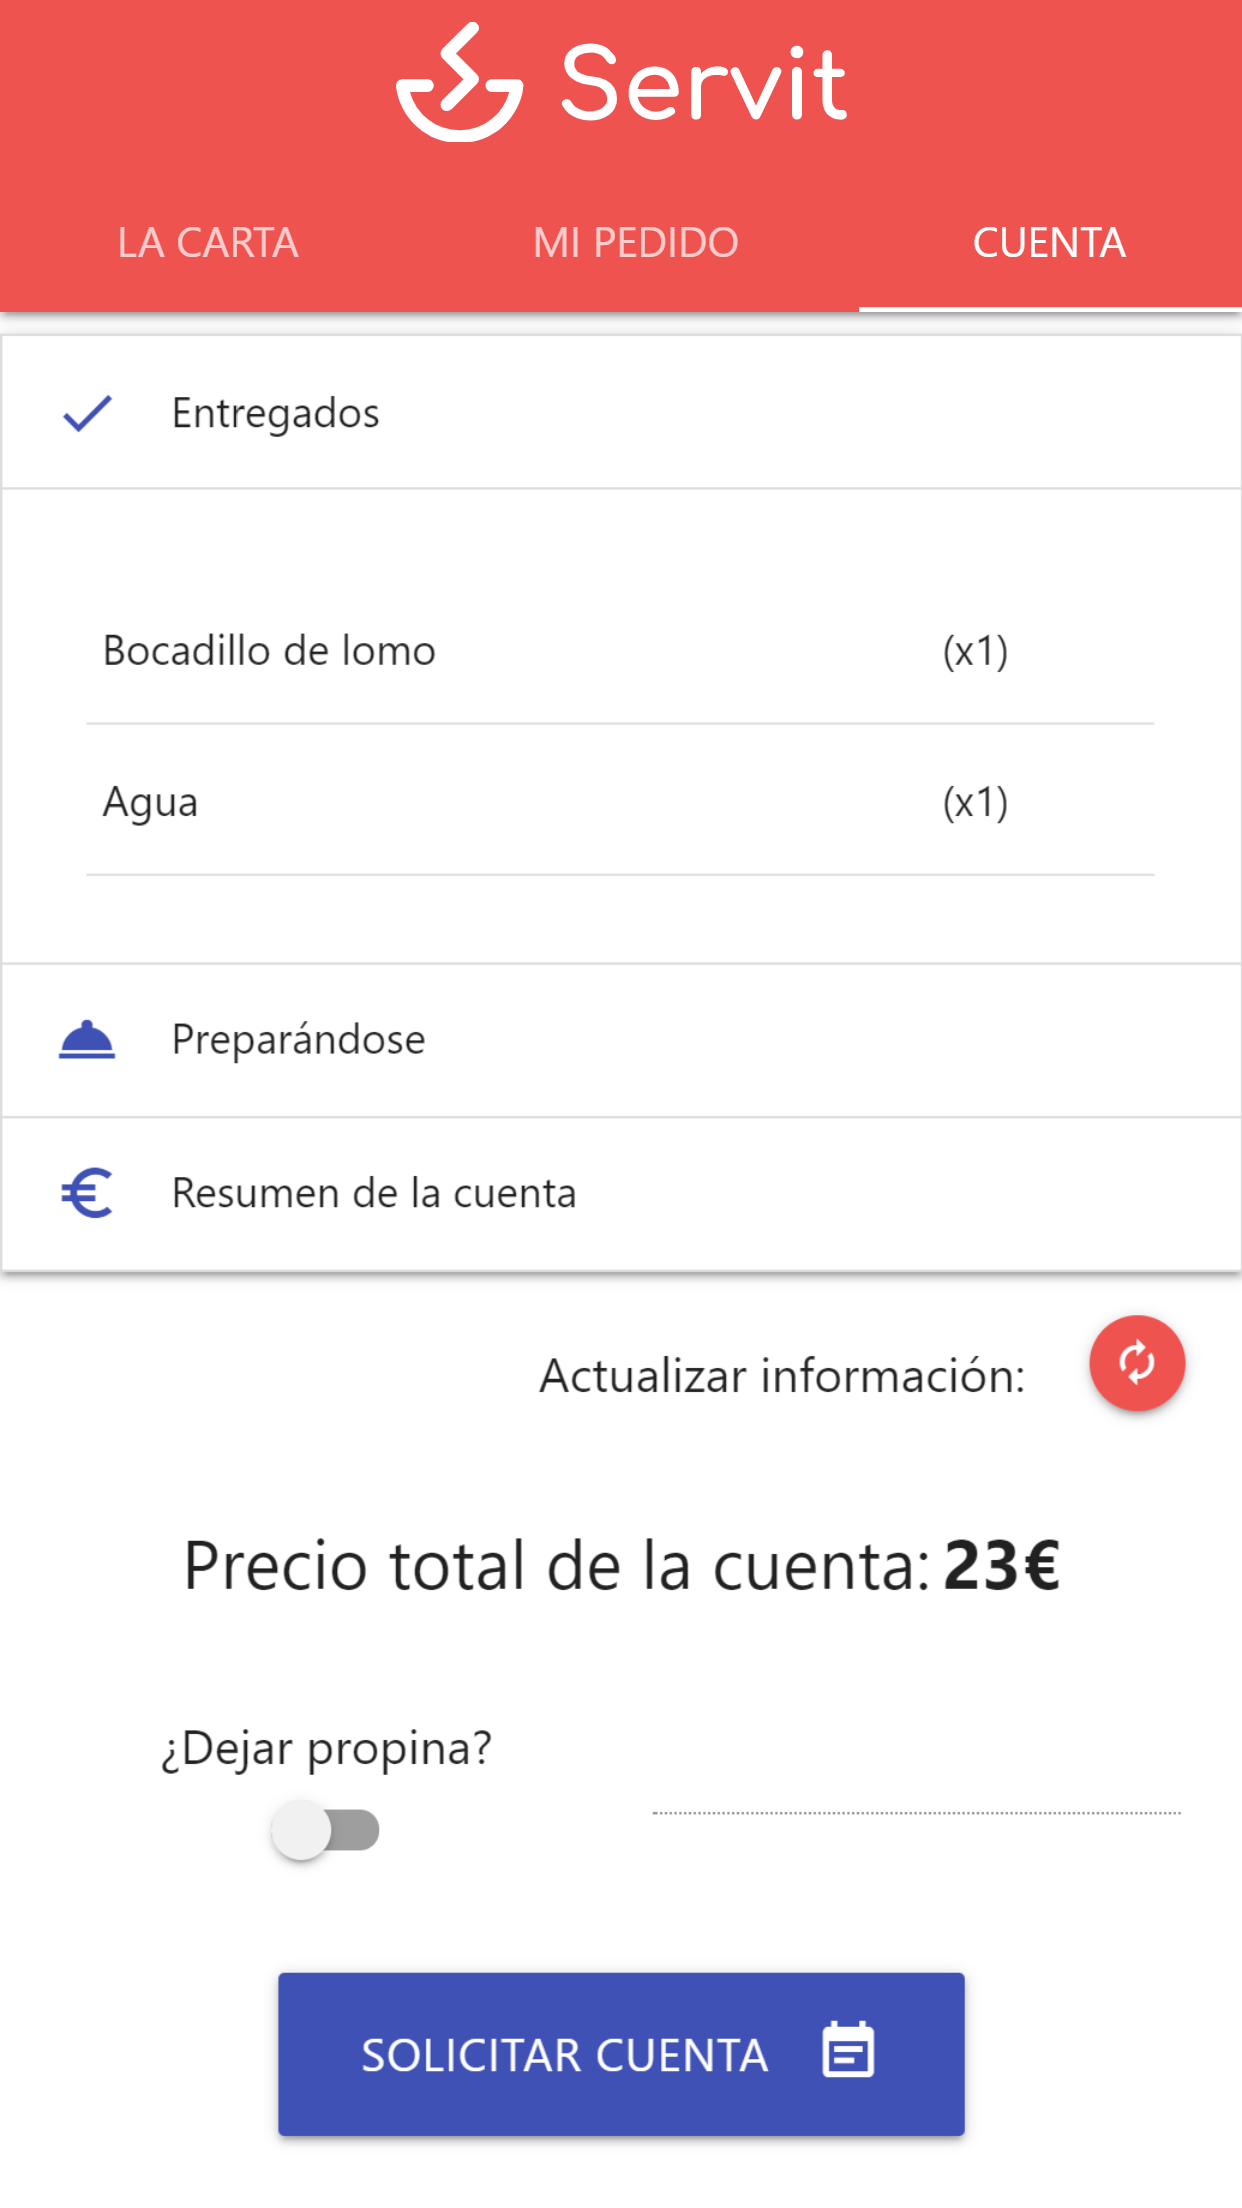 Servit
LA CARTA MI PEDIDO CUENTA
Entregados
Bocadillo de lomo (x1)
Agua (x1)
Preparándose
€ Resumen de la cuenta
Actualizar información:
Precio total de la cuenta: 23€
¿Dejar propina?
SOLICITAR CUENTA